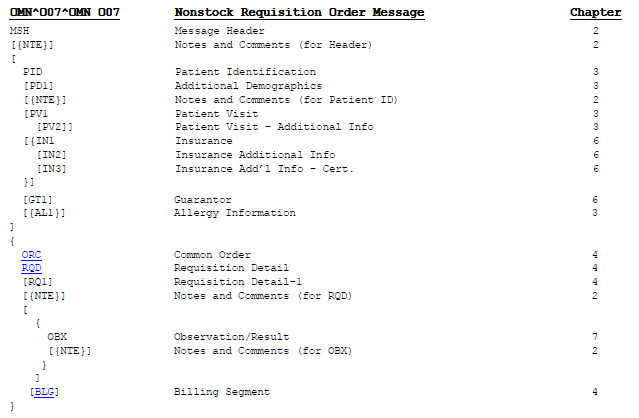 OMN^O07^OMN O07 Nonstock Requisition Order Message Chapter
MSH Message Header 2
[{NTE}] Notes and Comments (for Header) 2
[
PID Patient Identification 3
[PD1] Additional Demographics 3
[{NTE}] Notes and Comments (for Patient ID) 2
[PV1 Patient Visit 3
[PV2]] Patient Visit - Additional Info 3
[{IN1 Insurance 6
[IN2] Insurance Additional Info 6
[IN3] Insurance Add'l Info - Cert. 6
}]
[GT1] Guarantor 6
[{AL1}] Allergy Information 3
]
{
ORC Common Order 4
RQD Requisition Detail 4
[RQ1] Requisition Detail-1 4
[{NTE}] Notes and Comments (for RQD) 2
[
{
OBX Observation/Result 7
[{NTE}] Notes and Comments (for OBX) 2
}
]
[BLG] Billing Segment 4
}